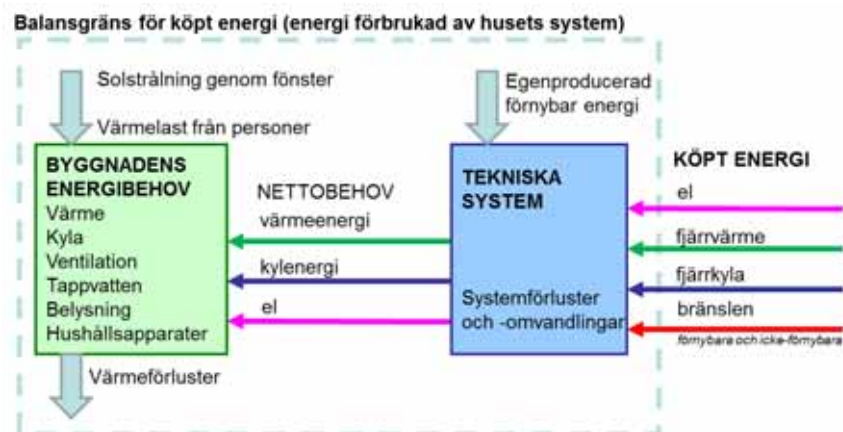 Balansgräns för köpt energi (energi förbrukad av husets system)
Solstrålning genom fönster
Värmelast från personer
Egenproducerad
förnybar energi
BYGGNADENS
ENERGIBEHOV
Värme
Kyla
Ventilation
Tappvatten
Belysning
Hushållsapparater
Värmeförluster
NETTOBEHOV
värmeenergi
kylenergi
el
TEKNISKA
SYSTEM
Systemförluster
och -omvandlingar
KÖPT ENERGI
el
fjärrvärme
fjärrkyla
bränslen
förnybara och icke-förnybara